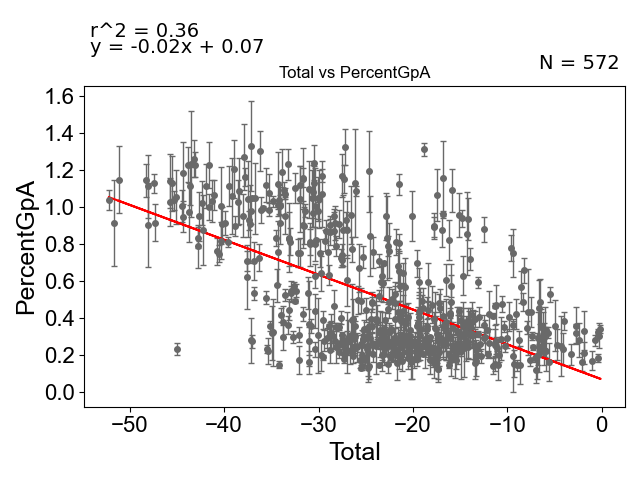 r^2 = 0.36
y = -0.02x + 0.07
N = 572
Total vs PercentGpA
1.6
1.4
1.2
1.0
0.8
0.6
0.4
0.2
0.0
PercentGpA
−50 −40 −30 −20 −10 0
Total